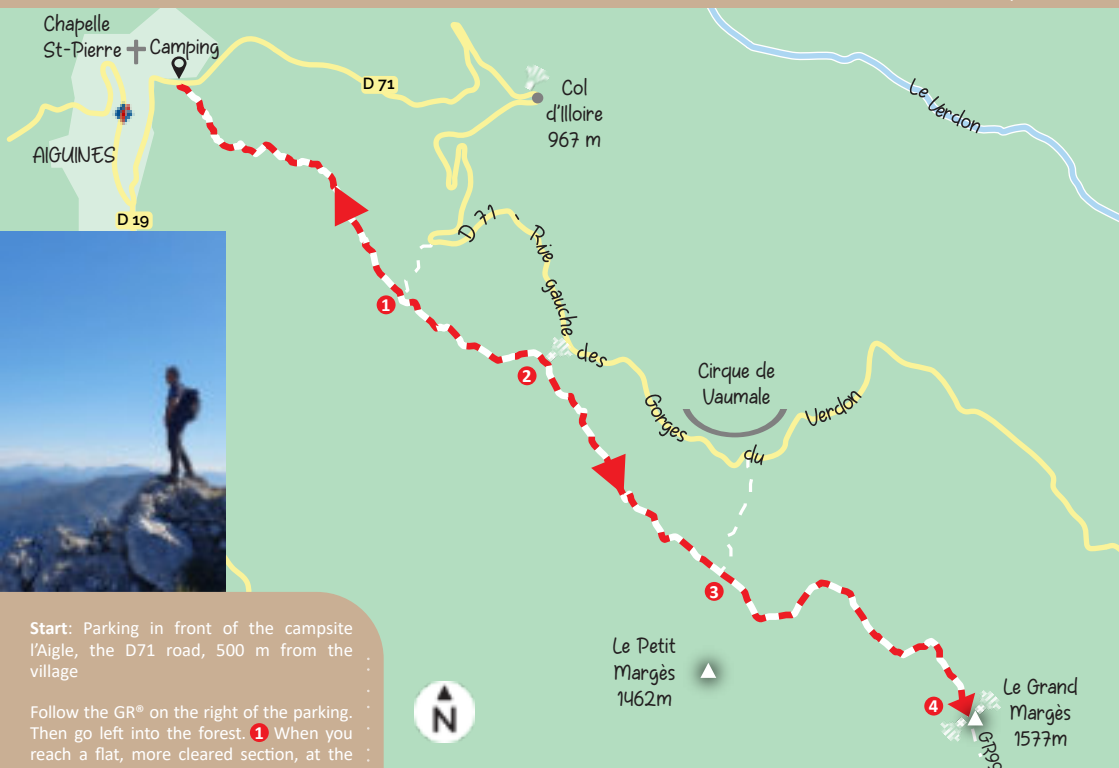 Chapelle
St-Pierre
Camping
D 71
Col
d'Illoire
967 m
Le Verdon
AIGUINES
D 19
D 71 - Rive gauche des Gorges du Verdon
1
2
Cirque de
Vaumale
3
Le Petit
Margès
1462m
4
Le Grand
Margès
1577m
GR99
N
Start: Parking in front of the campsite
l'Aigle, the D71 road, 500 m from the
village
Follow the GR® on the right of the parking.
Then go left into the forest. 1 When you
reach a flat, more cleared section, at the